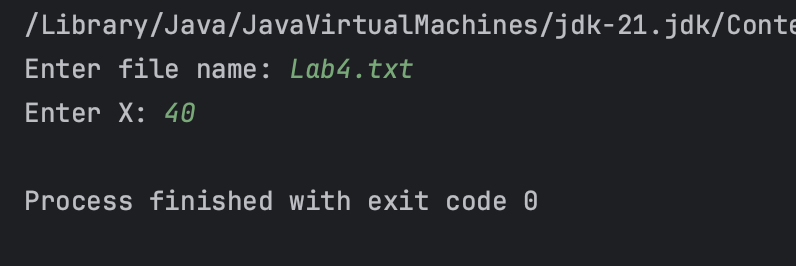 /Library/Java/JavaVirtualMachines/jdk-21.jdk/Conte
Enter file name: Lab4.txt
Enter X: 40
Process finished with exit code 0